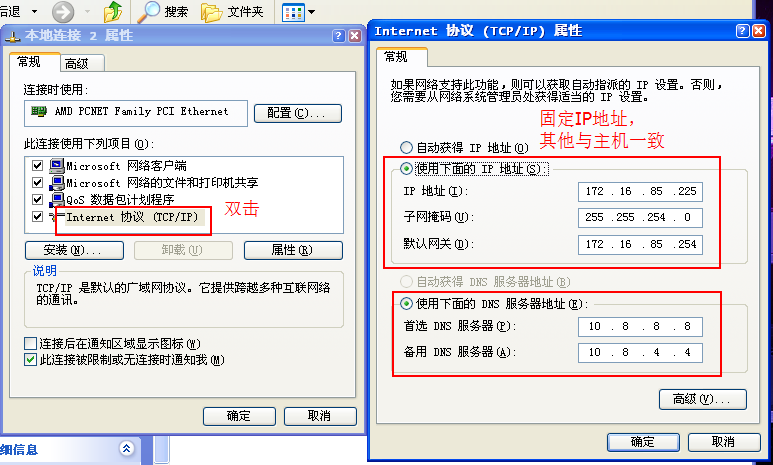 后退
搜索
文件夹
本地连接 2 属性
常规
高级
连接时使用:
AMD PCNET Family PCI Ethernet
配置(C)...
此连接使用下列项目(O):
Microsoft 网络客户端
Microsoft 网络的文件和打印机共享
QoS 数据包计划程序
Internet 协议 (TCP/IP)
双击
安装(N)...
卸载(U)
属性(R)
说明
TCP/IP 是默认的广域网协议。它提供跨越多种互联网络
的通讯。
连接后在通知区域显示图标(W)
此连接被限制或无连接时通知我(M)
确定
取消
细信息
Internet 协议 (TCP/IP) 属性
常规
如果网络支持此功能，则可以获取自动指派的 IP 设置。否则，
您需要从网络系统管理员处获得适当的 IP 设置。
固定IP地址，
其他与主机一致
自动获得 IP 地址(O)
使用下面的 IP 地址(S):
IP 地址(I):
172 . 16 . 85 .225
子网掩码(U):
255 .255 .254 . 0
默认网关(D):
172 . 16 . 85 .254
自动获得 DNS 服务器地址(B)
使用下面的 DNS 服务器地址(E):
首选 DNS 服务器(P):
10 . 8 . 8 . 8
备用 DNS 服务器(A):
10 . 8 . 4 . 4
高级(V)...
确定
取消